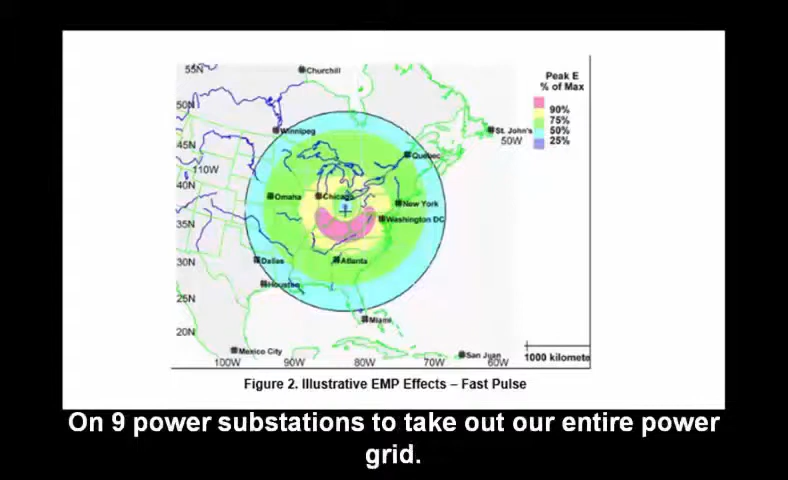 55N
Churchill
Peak E
% of Max
50N
90%
75%
50%
25%
Winnipeg
St. John's
50W
45N
Quebec
110W
40N
Omaha
Chicago
New York
Washington DC
35N
30N
Dallas
Atlanta
Houston
25N
Miami
20N
Mexico City
San Juan
100W
90W
80W
70W
60W
1000 kilomete
Figure 2. Illustrative EMP Effects – Fast Pulse
On 9 power substations to take out our entire power
grid.